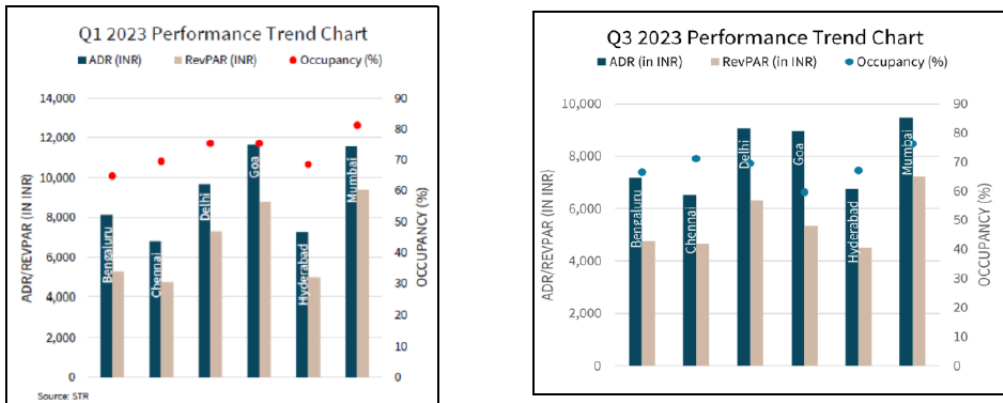 Q1 2023 Performance Trend Chart
ADR (INR) RevPAR (INR) Occupancy (%)
14,000
12,000
10,000
8,000
6,000
4,000
2,000
0
ADR/REVPAR (IN INR)
Bengaluru
Chennai
Delhi
Goa
Hyderabad
Mumbai
90
80
70
60
50
40
30
20
10
0
OCCUPANCY (%)
Source: STR
Q3 2023 Performance Trend Chart
ADR (in INR) RevPAR (in INR) Occupancy (%)
10,000
8,000
6,000
4,000
2,000
0
ADR/REVPAR (IN INR)
Bengaluru
Chennai
Delhi
Goa
Hyderabad
Mumbai
90
80
70
60
50
40
30
20
10
0
OCCUPANCY (%)